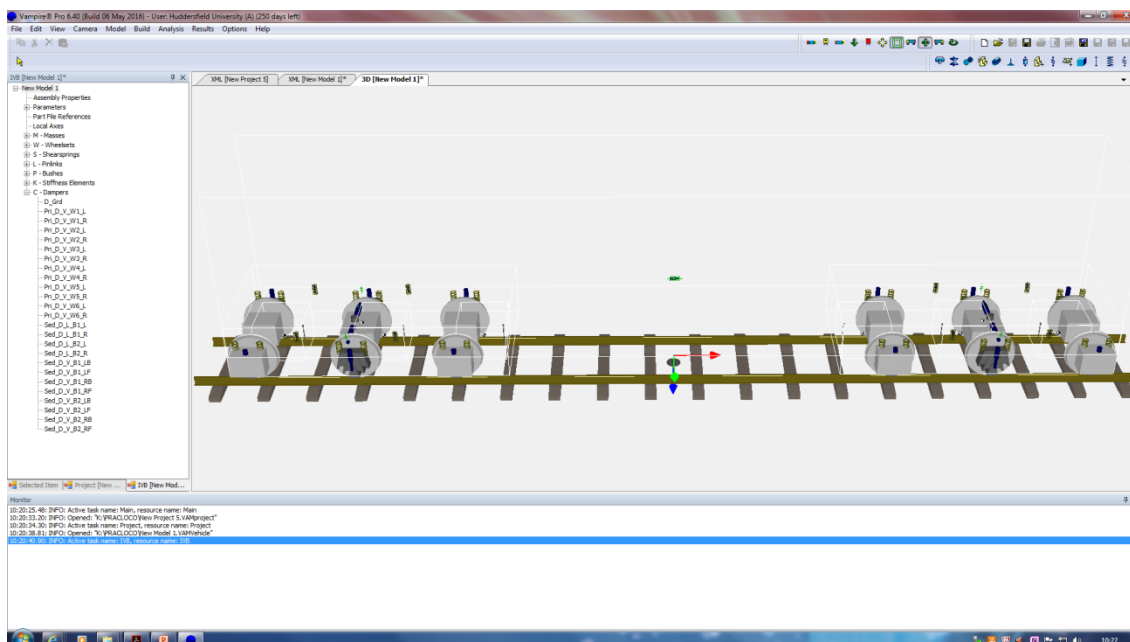 Vampire® Pro 6.40 (Build 06 May 2016) - User: Huddersfield University (A) (250 days left)
File Edit View Camera Model Build Analysis Results Options Help
IVB [New Model 1]*
XML [New Project 5] XML [New Model 1]* 3D [New Model 1]*
New Model 1
Assembly Properties
Parameters
Part File References
Local Axes
M - Masses
W - Wheelsets
S - Shearsprings
L - Pinlinks
P - Bushes
K - Stiffness Elements
C - Dampers
D_Grd
Pri_D_V_W1_L
Pri_D_V_W1_R
Pri_D_V_W2_L
Pri_D_V_W2_R
Pri_D_V_W3_L
Pri_D_V_W3_R
Pri_D_V_W4_L
Pri_D_V_W4_R
Pri_D_V_W5_L
Pri_D_V_W5_R
Pri_D_V_W6_L
Pri_D_V_W6_R
Sed_D_L_B1_L
Sed_D_L_B1_R
Sed_D_L_B2_L
Sed_D_L_B2_R
Sed_D_V_B1_LB
Sed_D_V_B1_LF
Sed_D_V_B1_RB
Sed_D_V_B1_RF
Sed_D_V_B2_LB
Sed_D_V_B2_LF
Sed_D_V_B2_RB
Sed_D_V_B2_RF
Selected Item Project [New ... IVB [New Mod...
Monitor
10:20:25.48: INFO: Active task name: Main, resource name: Main
10:20:33.20: INFO: Opened: "K:\PRACLOCO\New Project 5.VAMproject"
10:20:34.30: INFO: Active task name: Project, resource name: Project
10:20:38.81: INFO: Opened: "K:\PRACLOCO\New Model 1.VAMVehicle"
10:20:40.90: INFO: Active task name: IVB, resource name: IVB
10:22